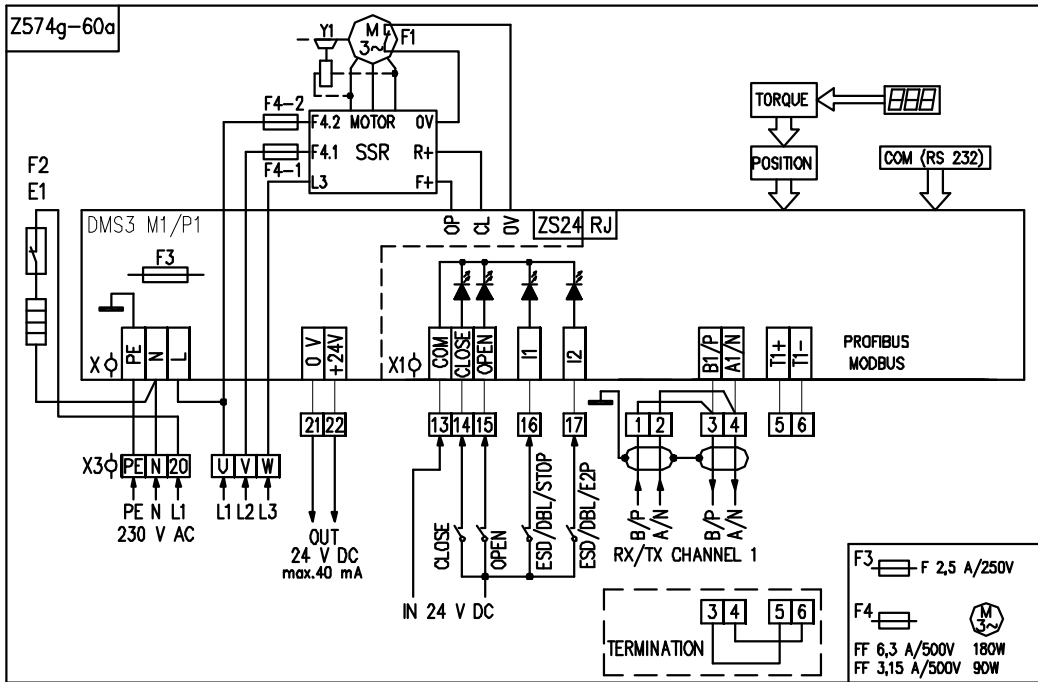 Z574g-60a
Y1
M
3~
F1
F4-2
F4.2 MOTOR 0V
F4.1 SSR R+
F4-1
L3 F+
TORQUE
888
POSITION
COM (RS 232)
F2
E1
DMS3 M1/P1
OP
CL
0V
ZS24 RJ
F3
X
PE
N
L
0 V
+24V
X1
COM
CLOSE
OPEN
I1
I2
B1/P
A1/N
T1+
T1-
PROFIBUS
MODBUS
21 22
13 14 15 16 17
1 2 3 4 5 6
X3
PE N 20
U V W
PE N L1
230 V AC
L1 L2 L3
OUT
24 V DC
max.40 mA
CLOSE
OPEN
ESD/DBL/STOP
ESD/DBL/E2P
IN 24 V DC
B/P
A/N
B/P
A/N
RX/TX CHANNEL 1
TERMINATION
3 4 5 6
F3 F 2,5 A/250V
F4
M
3~
FF 6,3 A/500V 180W
FF 3,15 A/500V 90W